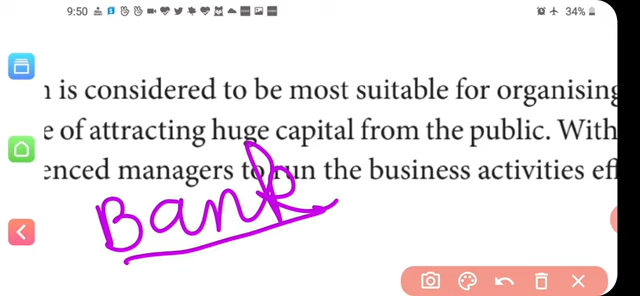 9:50 34%
n is considered to be most suitable for organising
e of attracting huge capital from the public. With
enced managers to run the business activities eff
Bank